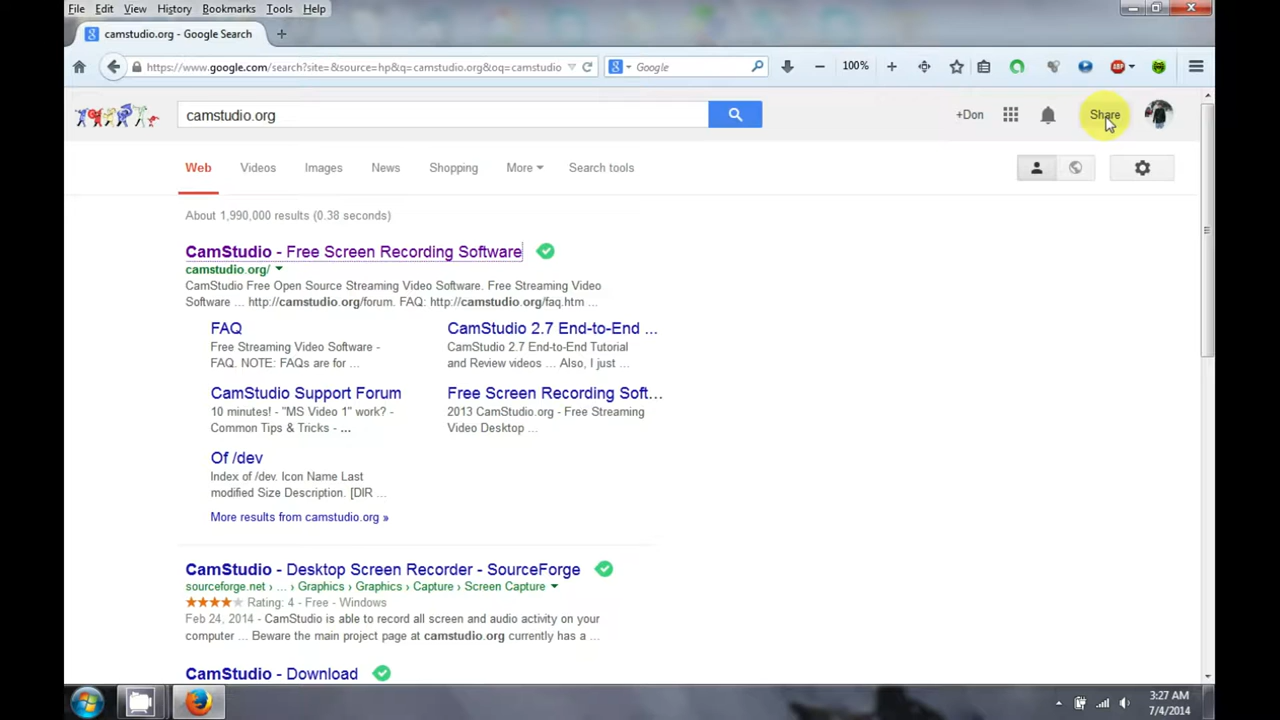 File Edit View History Bookmarks Tools Help
camstudio.org - Google Search
https://www.google.com/search?site=&source=hp&q=camstudio.org&oq=camstudio
Google
100%
camstudio.org
+Don
Share
Web Videos Images News Shopping More Search tools
About 1,990,000 results (0.38 seconds)
CamStudio - Free Screen Recording Software
camstudio.org/
CamStudio Free Open Source Streaming Video Software. Free Streaming Video
Software ... http://camstudio.org/forum. FAQ: http://camstudio.org/faq.htm ...
FAQ
Free Streaming Video Software -
FAQ. NOTE: FAQs are for ...
CamStudio 2.7 End-to-End ...
CamStudio 2.7 End-to-End Tutorial
and Review videos ... Also, I just ...
CamStudio Support Forum
10 minutes! - "MS Video 1" work? -
Common Tips & Tricks - ...
Free Screen Recording Soft...
2013 CamStudio.org - Free Streaming
Video Desktop ...
Of /dev
Index of /dev. Icon Name Last
modified Size Description. [DIR ...
More results from camstudio.org »
CamStudio - Desktop Screen Recorder - SourceForge
sourceforge.net › ... › Graphics › Graphics › Capture › Screen Capture
Rating: 4 - Free - Windows
Feb 24, 2014 - CamStudio is able to record all screen and audio activity on your
computer ... Beware the main project page at camstudio.org currently has a ...
CamStudio - Download
3:27 AM
7/4/2014